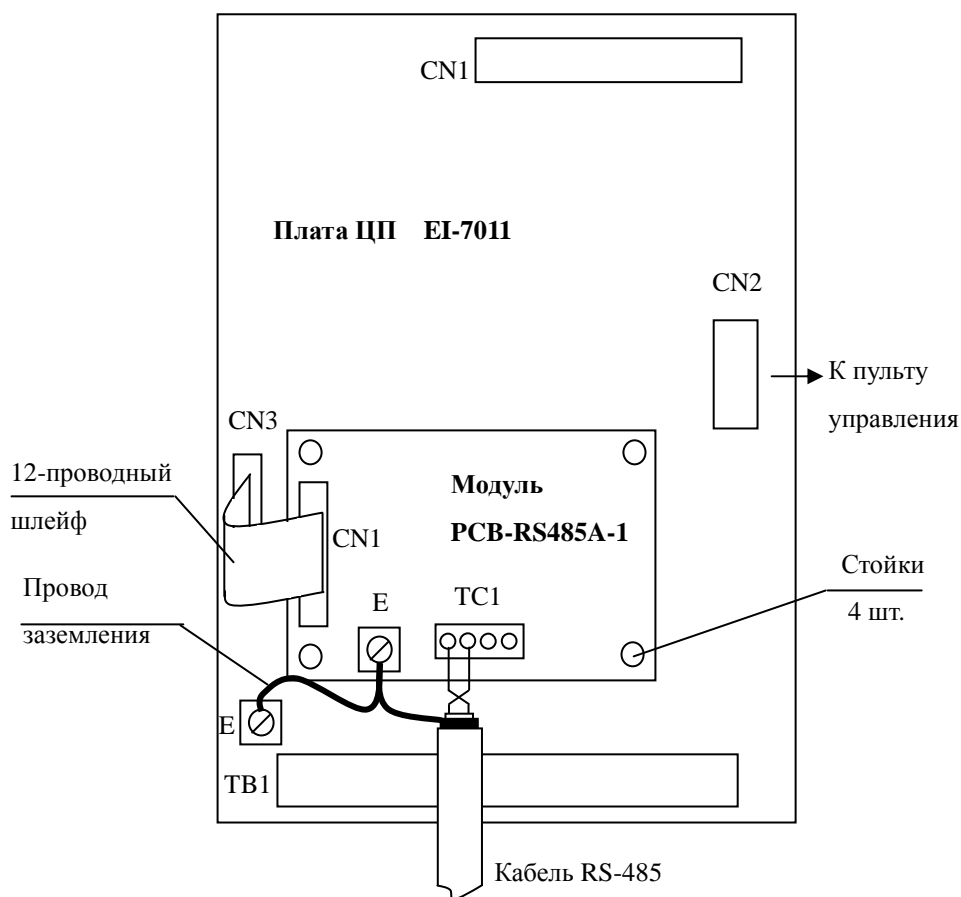 CN1
Плата ЦП EI-7011
CN2
К пульту
управления
CN3
12-проводный
шлейф
Модуль
PCB-RS485A-1
CN1
Стойки
4 шт.
Провод
заземления
E
TC1
E
TB1
Кабель RS-485